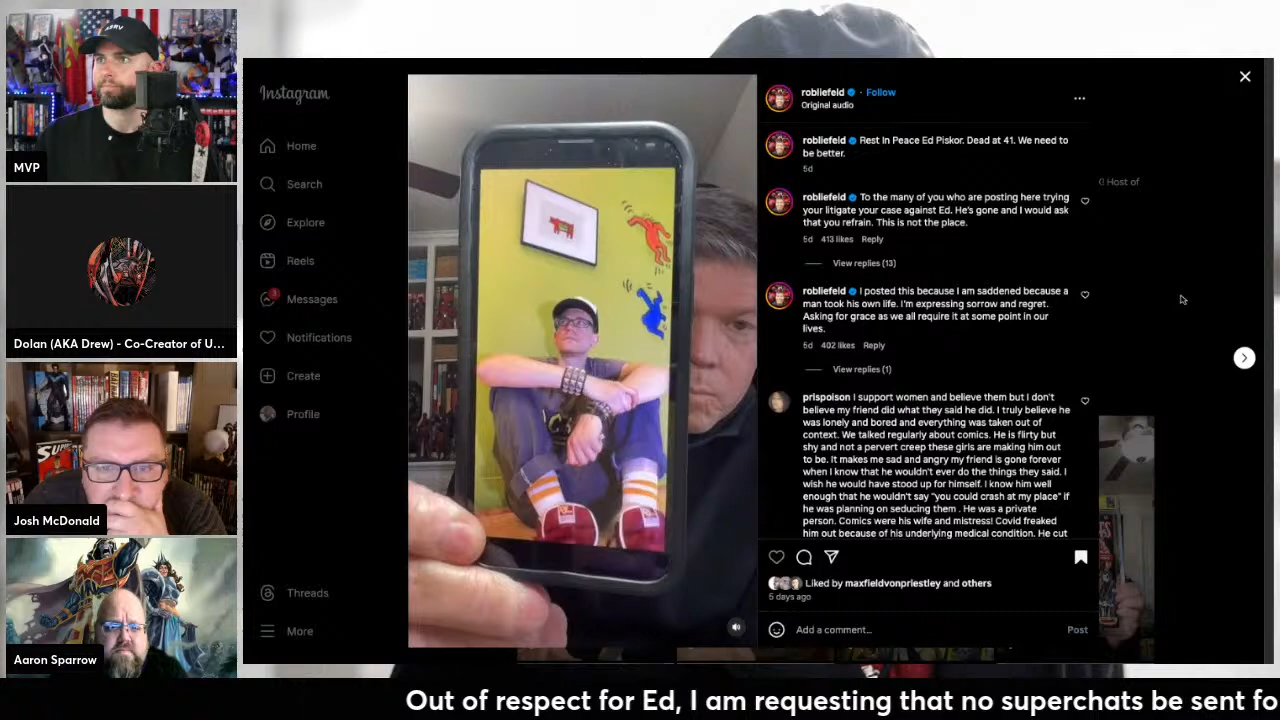 MVP
Dolan (AKA Drew) - Co-Creator of U...
Josh McDonald
Aaron Sparrow
Instagram
Home
Search
Explore
Reels
3
Messages
Notifications
Create
Profile
Threads
More
robliefeld · Follow
Original audio
robliefeld Rest In Peace Ed Piskor. Dead at 41. We need to
be better.
5d
robliefeld To the many of you who are posting here trying
your litigate your case against Ed. He's gone and I would ask
that you refrain. This is not the place.
5d 413 likes Reply
View replies (13)
robliefeld I posted this because I am saddened because a
man took his own life. I'm expressing sorrow and regret.
Asking for grace as we all require it at some point in our
lives.
5d 402 likes Reply
View replies (1)
prispoison I support women and believe them but I don't
believe my friend did what they said he did. I truly believe he
was lonely and bored and everything was taken out of
context. We talked regularly about comics. He is flirty but
shy and not a pervert creep these girls are making him out
to be. It makes me sad and angry my friend is gone forever
when I know that he wouldn't ever do the things they said. I
wish he would have stood up for himself. I know him well
enough that he wouldn't say "you could crash at my place" if
he was planning on seducing them . He was a private
person. Comics were his wife and mistress! Covid freaked
him out because of his underlying medical condition. He cut
Liked by maxfieldvonpriestley and others
5 days ago
Add a comment...
Post
Host of
Out of respect for Ed, I am requesting that no superchats be sent fo